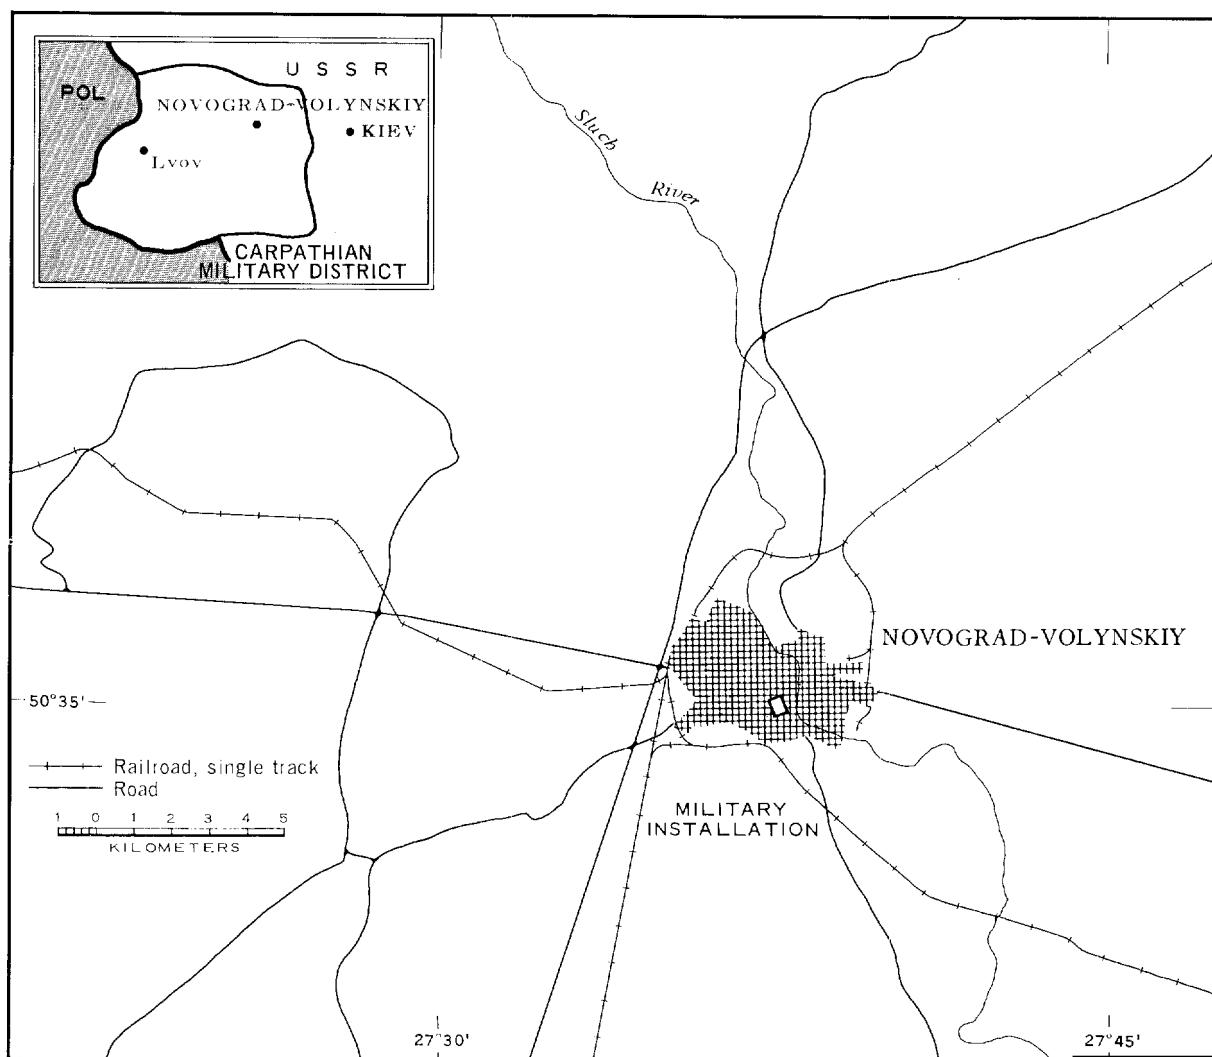 USSR
POL
NOVOGRAD-VOLYNSKIY
KIEV
Lvov
CARPATHIAN
MILITARY DISTRICT
Sluch
River
NOVOGRAD-VOLYNSKIY
50°35'
Railroad, single track
Road
1 0 1 2 3 4 5
KILOMETERS
MILITARY
INSTALLATION
27°30'
27°45'